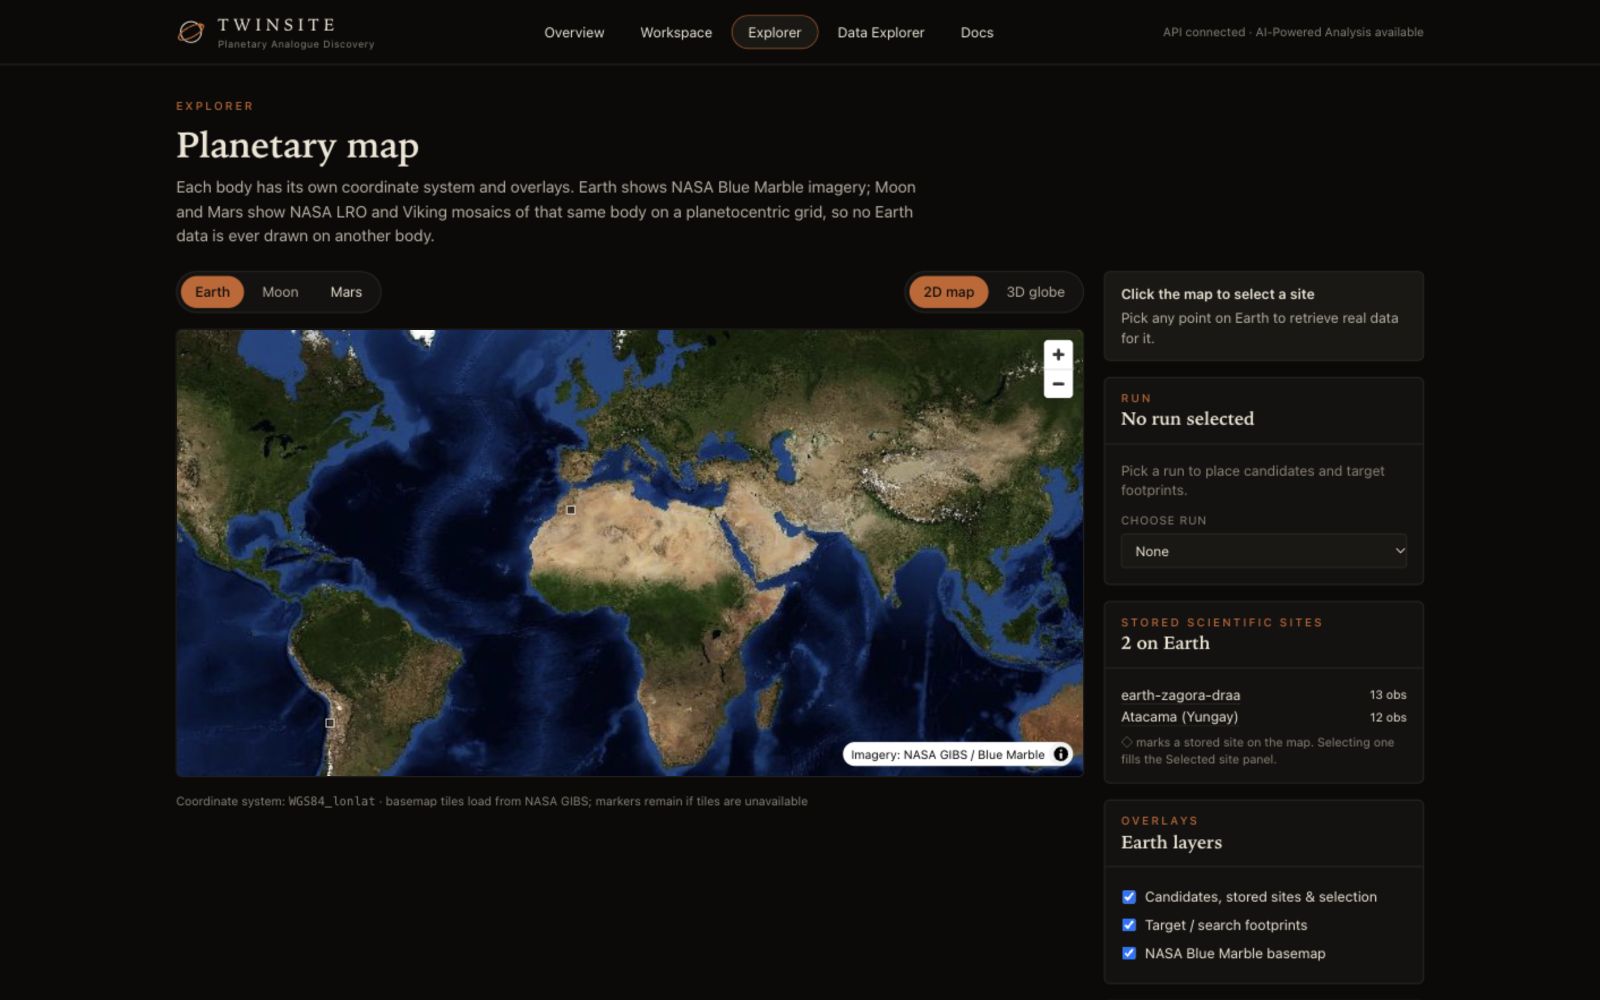 TWINSITE
Planetary Analogue Discovery
Overview
Workspace
Explorer
Data Explorer
Docs
API connected · AI-Powered Analysis available
EXPLORER
Planetary map
Each body has its own coordinate system and overlays. Earth shows NASA Blue Marble imagery; Moon
and Mars show NASA LRO and Viking mosaics of that same body on a planetocentric grid, so no Earth
data is ever drawn on another body.
Earth
Moon
Mars
2D map
3D globe
Imagery: NASA GIBS / Blue Marble
Coordinate system: WGS84_lonlat · basemap tiles load from NASA GIBS; markers remain if tiles are unavailable
Click the map to select a site
Pick any point on Earth to retrieve real data
for it.
RUN
No run selected
Pick a run to place candidates and target
footprints.
CHOOSE RUN
None
STORED SCIENTIFIC SITES
2 on Earth
earth-zagora-draa 13 obs
Atacama (Yungay) 12 obs
◇ marks a stored site on the map. Selecting one
fills the Selected site panel.
OVERLAYS
Earth layers
Candidates, stored sites & selection
Target / search footprints
NASA Blue Marble basemap